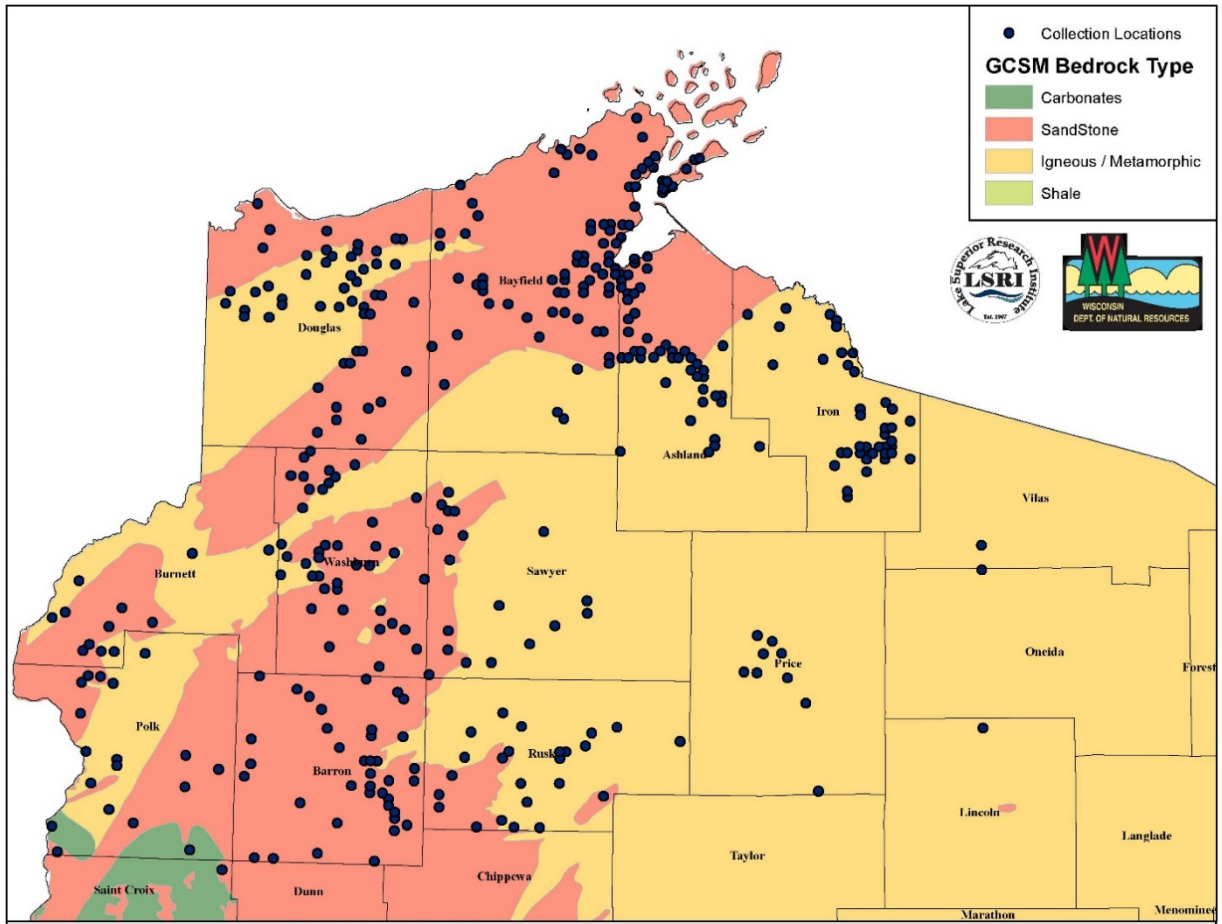 Collection Locations
GCSM Bedrock Type
Carbonates
SandStone
Igneous / Metamorphic
Shale
Lake Superior Research Institute
LSRI
Est. 1967
W
WISCONSIN
DEPT. OF NATURAL RESOURCES
Bayfield
Douglas
Iron
Ashland
Vilas
Washburn
Burnett
Sawyer
Oneida
Price
Forest
Polk
Rusk
Barron
Lincoln
Langlade
Taylor
Chippewa
Saint Croix
Dunn
Marathon
Menominee